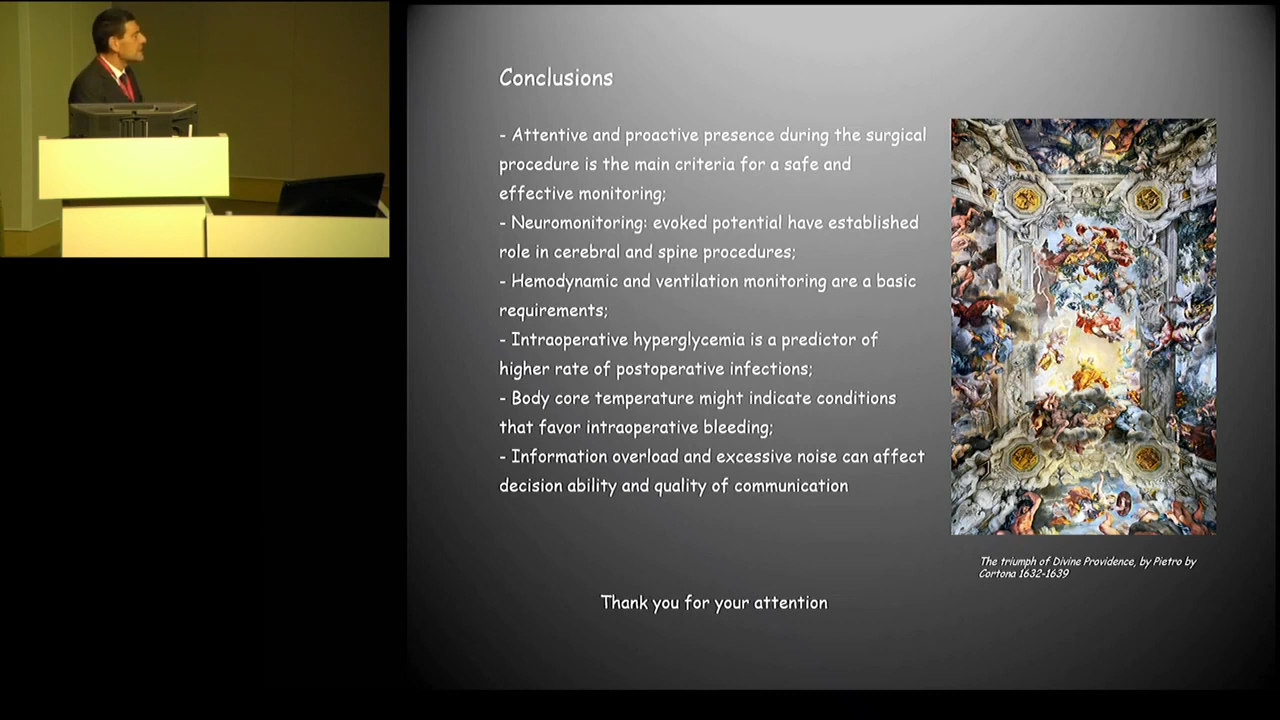 Conclusions
- Attentive and proactive presence during the surgical
procedure is the main criteria for a safe and
effective monitoring;
- Neuromonitoring: evoked potential have established
role in cerebral and spine procedures;
- Hemodynamic and ventilation monitoring are a basic
requirements;
- Intraoperative hyperglycemia is a predictor of
higher rate of postoperative infections;
- Body core temperature might indicate conditions
that favor intraoperative bleeding;
- Information overload and excessive noise can affect
decision ability and quality of communication
The triumph of Divine Providence, by Pietro by
Cortona 1632-1639
Thank you for your attention